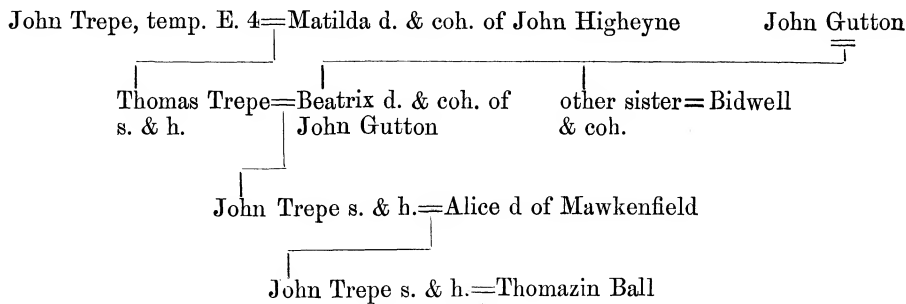 John Trepe, temp. E. 4=Matilda d. & coh. of John Higheyne John Gutton
Thomas Trepe=Beatrix d. & coh. of other sister=Bidwell
s. & h. John Gutton & coh.
John Trepe s. & h.=Alice d of Mawkenfield
John Trepe s. & h.=Thomazin Ball